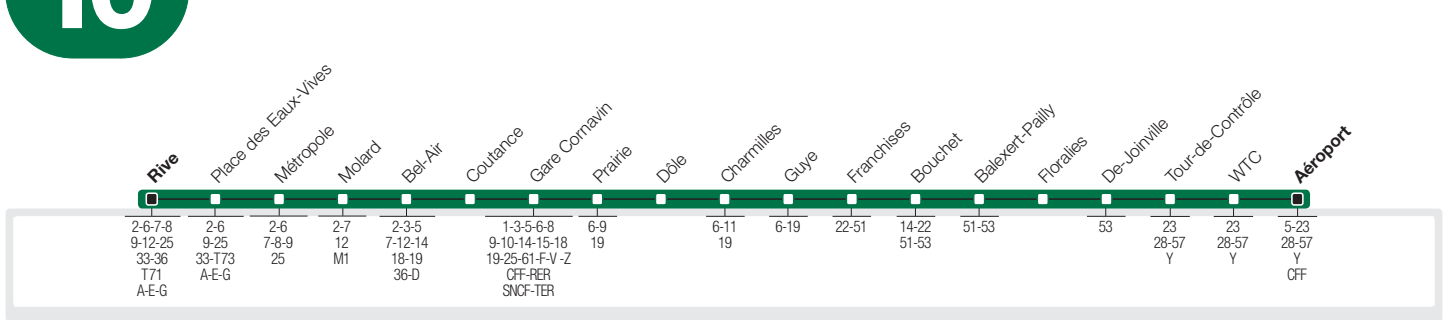 10
Rive
Place des Eaux-Vives
Métropole
Molard
Bel-Air
Coutance
Gare Cornavin
Prairie
Dôle
Charmilles
Guye
Franchises
Bouchet
Balexert-Pailly
Floralies
De-Joinville
Tour-de-Contrôle
WTC
Aéroport
2-6-7-8
9-12-25
33-36
T71
A-E-G
2-6
9-25
33-T73
A-E-G
2-6
7-8-9
25
2-7
12
M1
2-3-5
7-12-14
18-19
36-D
1-3-5-6-8
9-10-14-15-18
19-25-61-F-V -Z
CFF-RER
SNCF-TER
6-9
19
6-11
19
6-19
22-51
14-22
51-53
51-53
53
23
28-57
Y
23
28-57
Y
5-23
28-57
Y
CFF